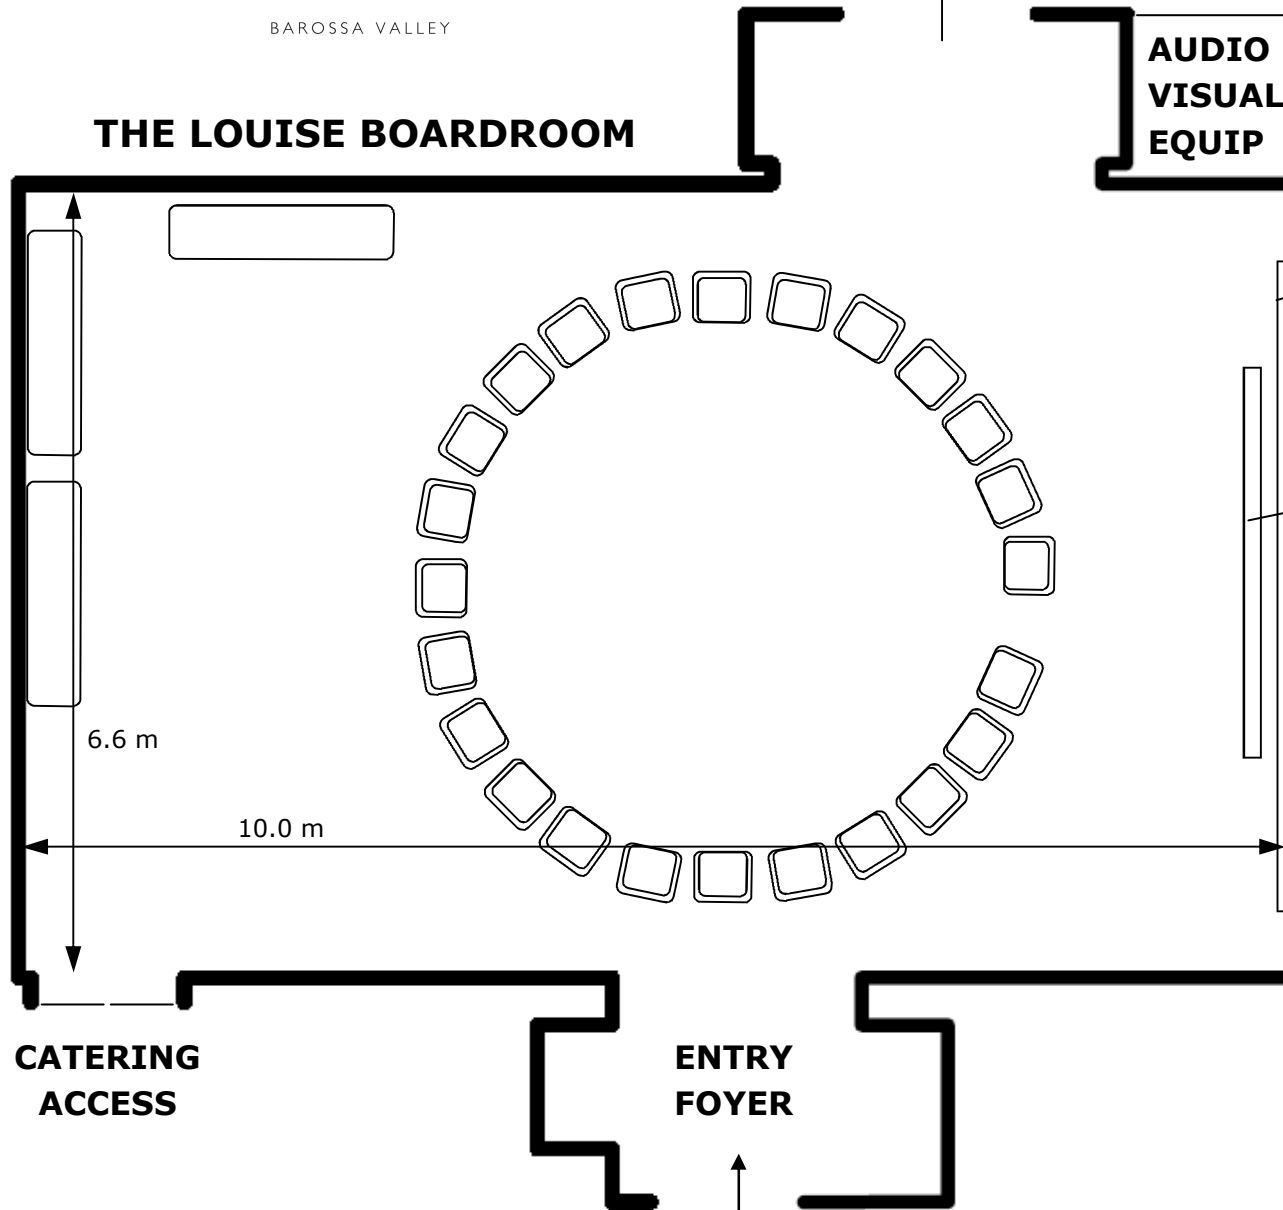 BAROSSA VALLEY
AUDIO
VISUAL
EQUIP
THE LOUISE BOARDROOM
6.6 m
10.0 m
CATERING
ACCESS
ENTRY
FOYER